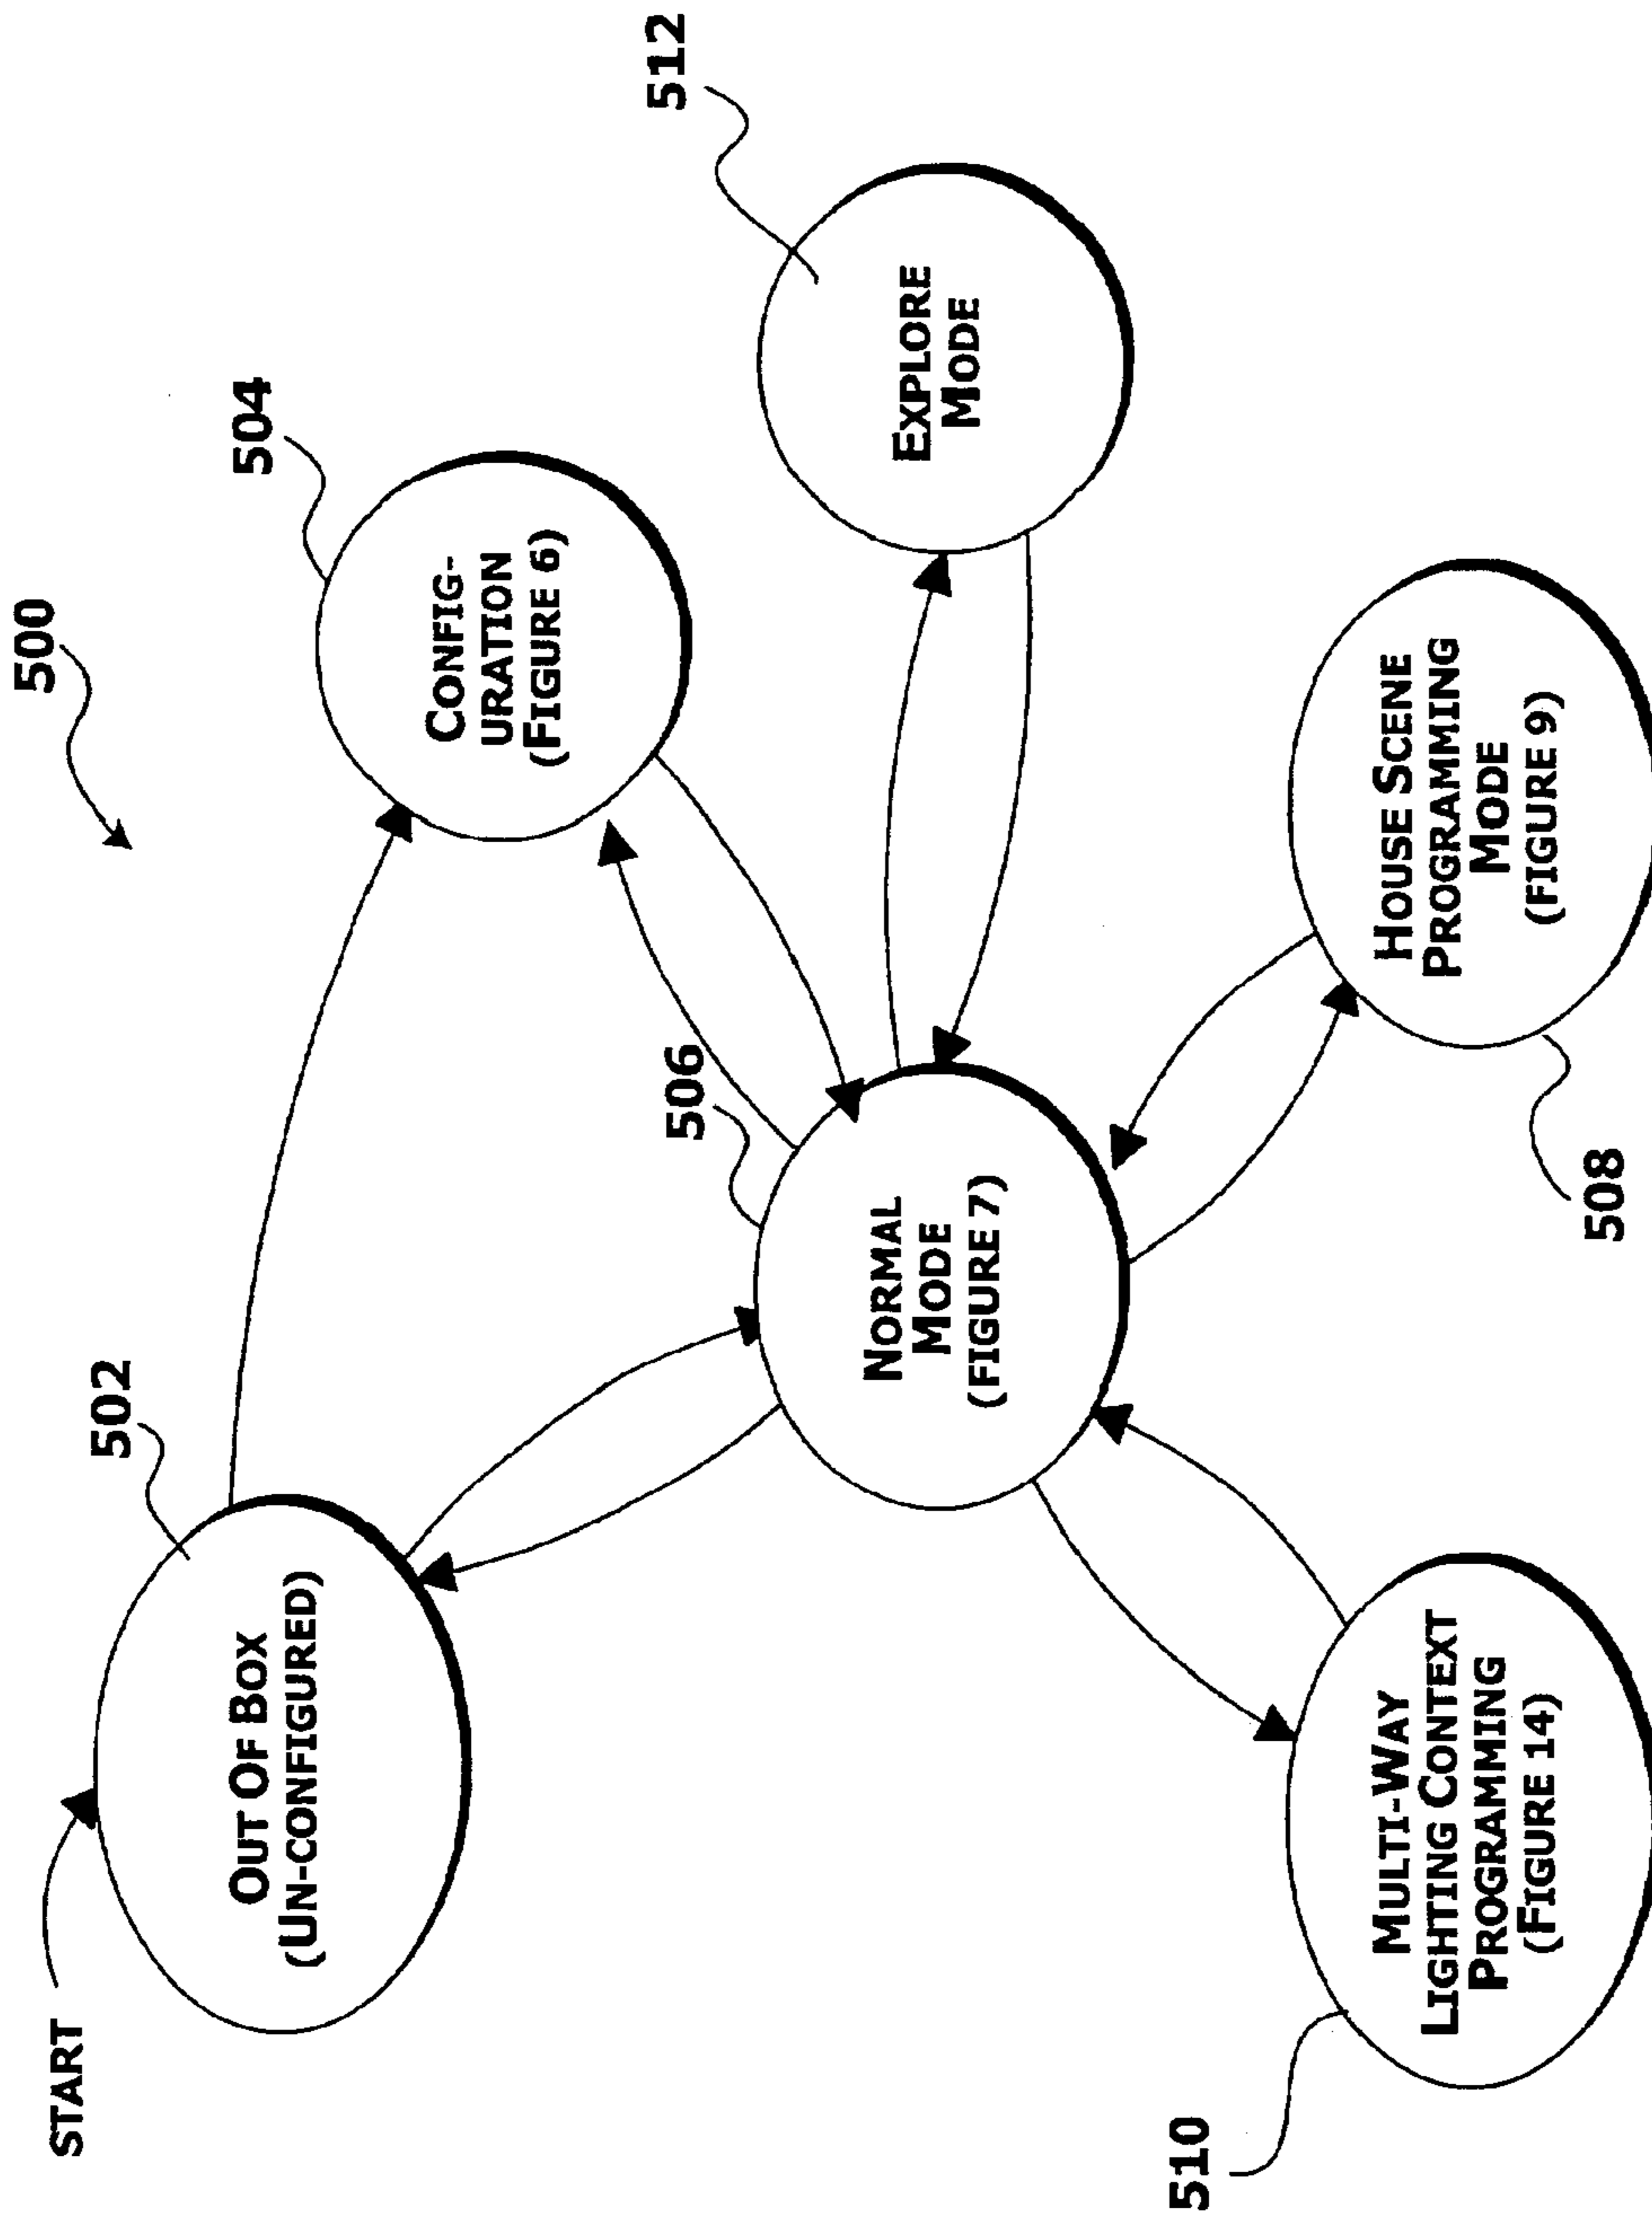 500
START
502
OUT OF BOX
(UN-CONFIGURED)
504
CONFIG-
URATION
(FIGURE 6)
506
NORMAL
MODE
(FIGURE 7)
512
EXPLORE
MODE
510
MULTI-WAY
LIGHTING CONTEXT
PROGRAMMING
(FIGURE 14)
508
HOUSE SCENE
PROGRAMMING
MODE
(FIGURE 9)